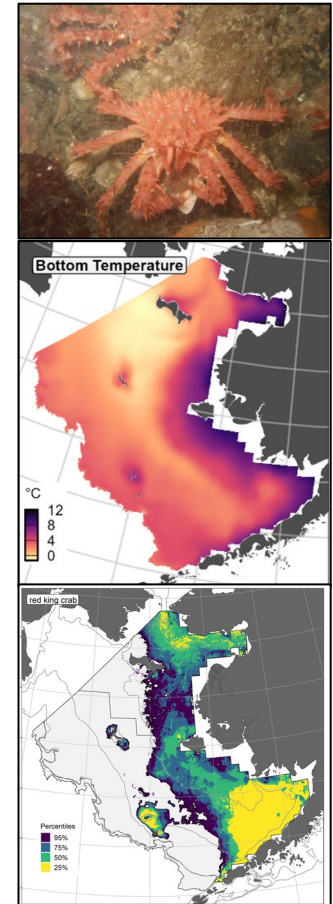 Bottom Temperature
°C
12
8
4
0
red king crab
Percentiles
95%
75%
50%
25%